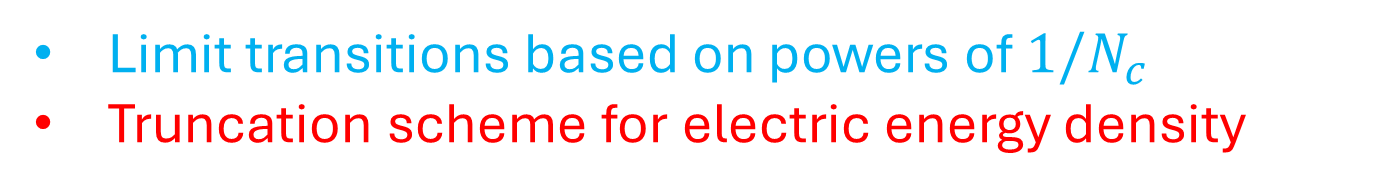 • Limit transitions based on powers of 1/N_c
• Truncation scheme for electric energy density